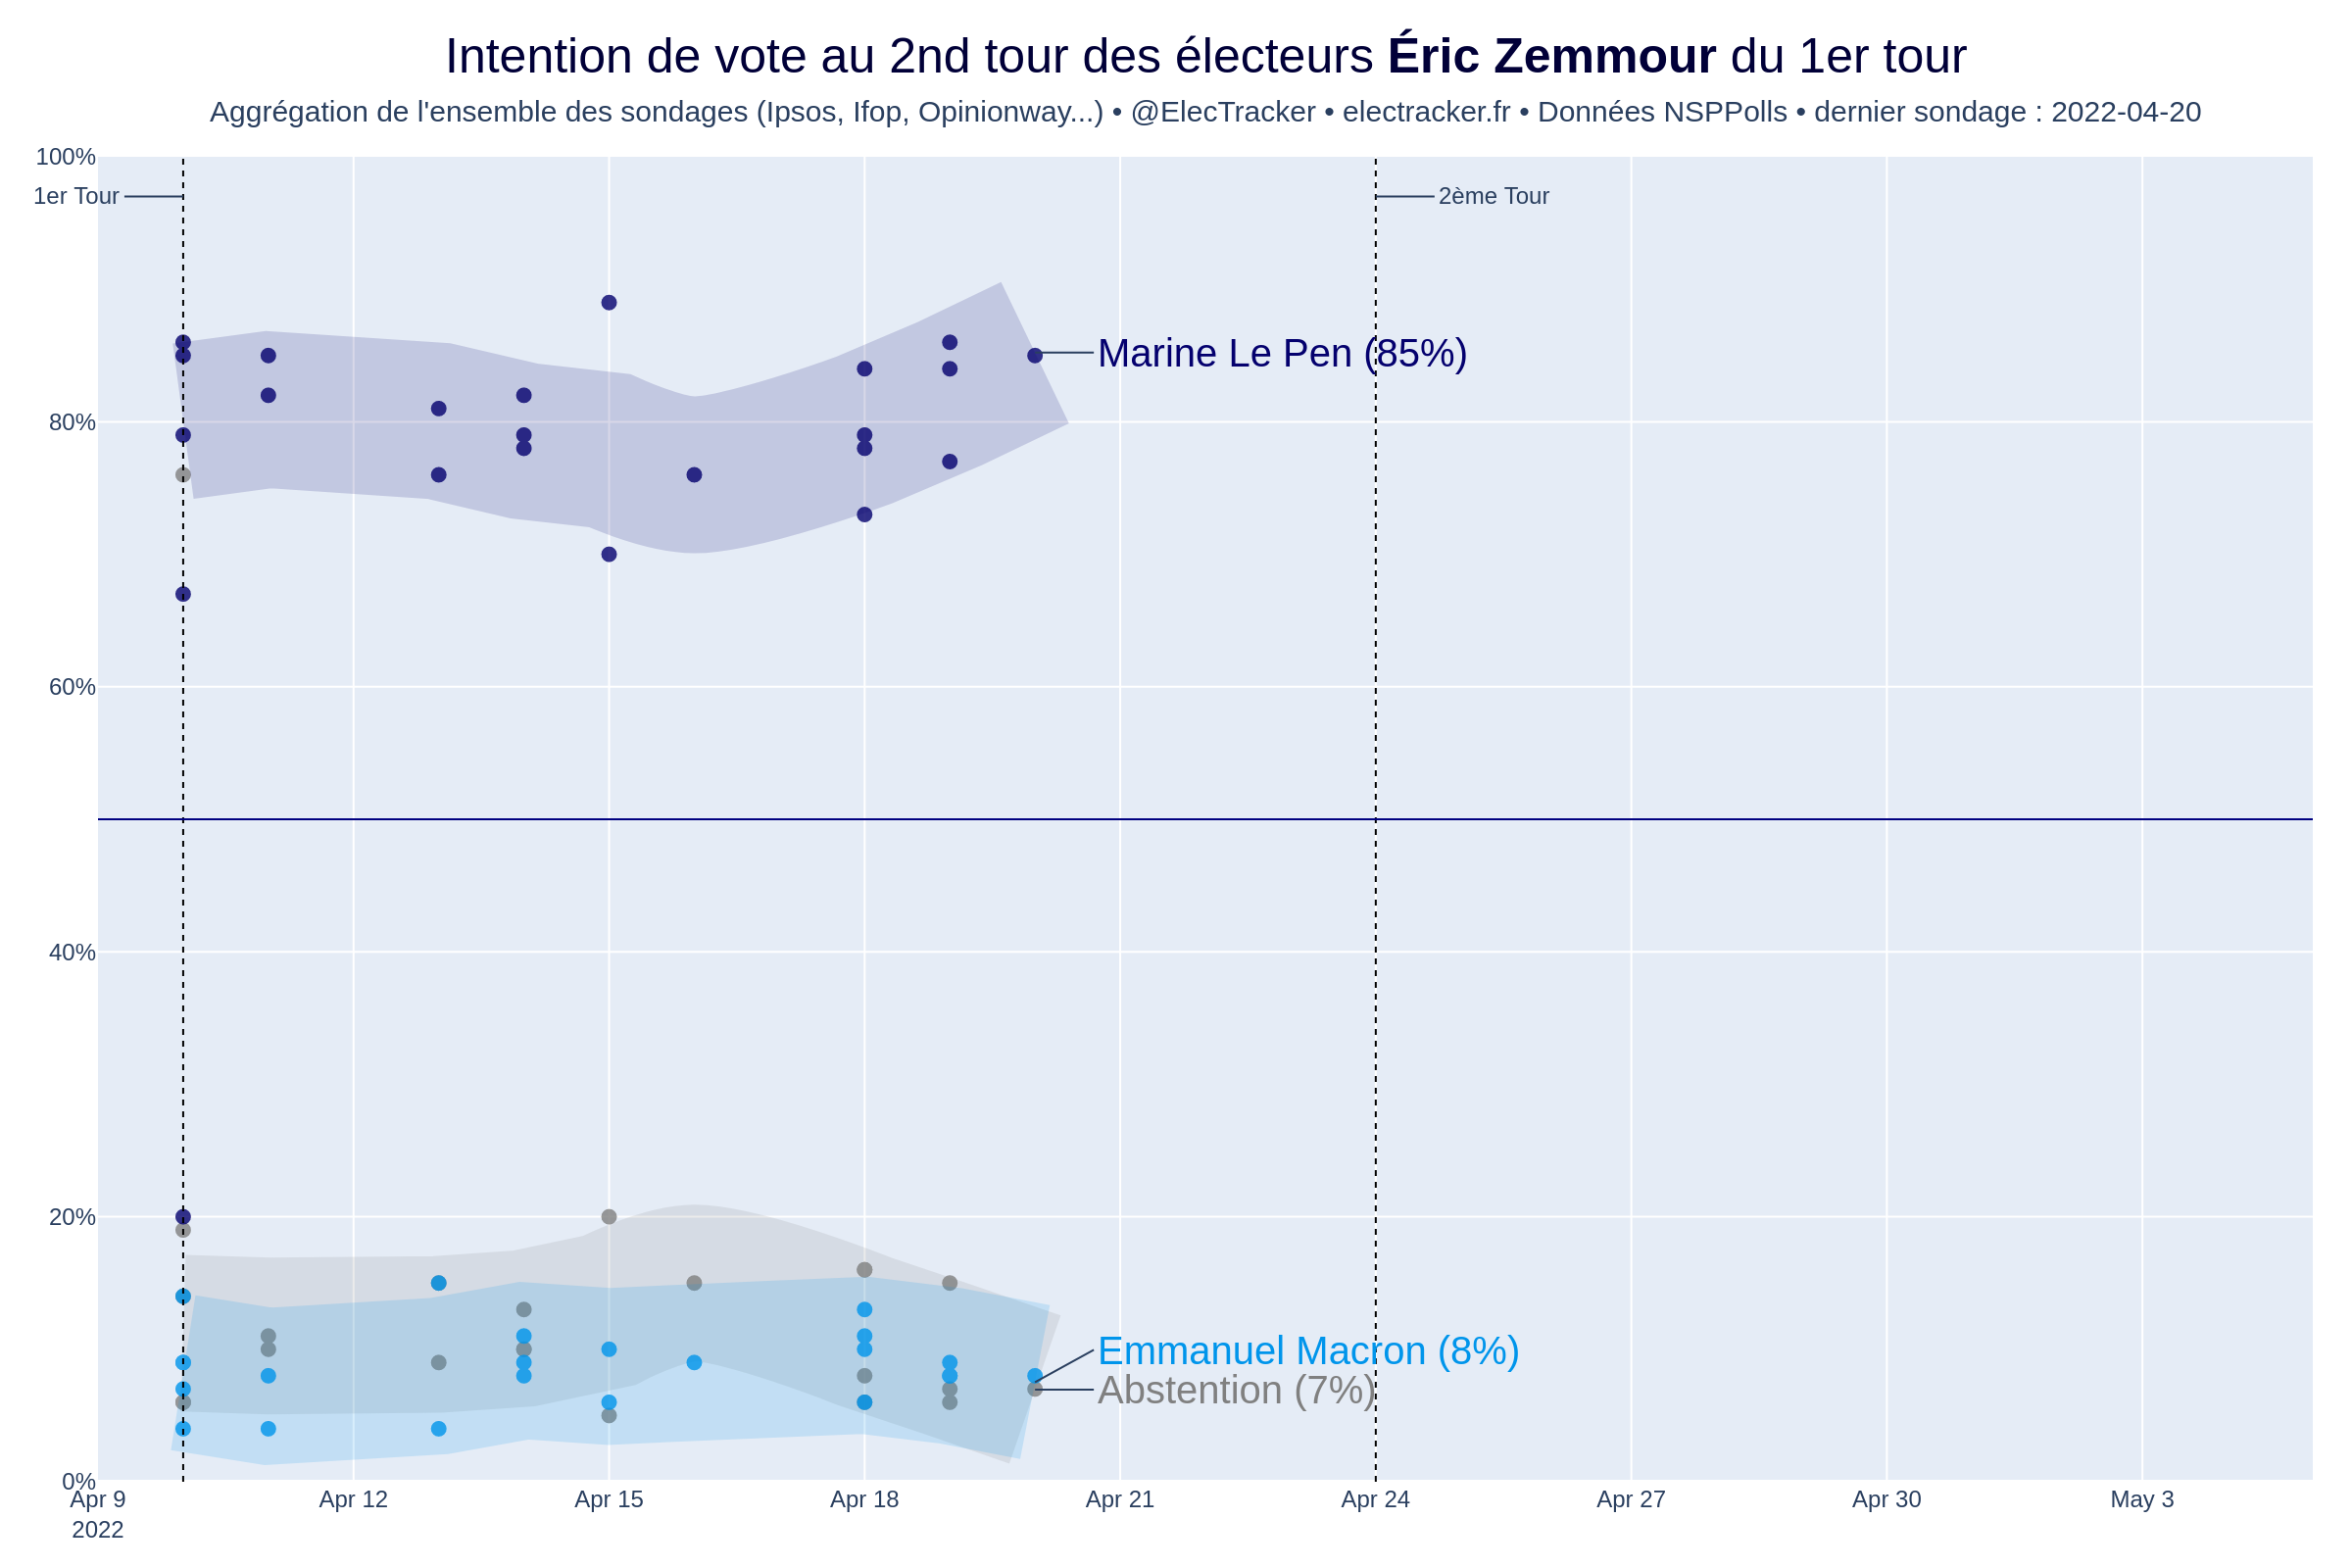 Intention de vote au 2nd tour des électeurs Éric Zemmour du 1er tour
Aggrégation de l'ensemble des sondages (Ipsos, Ifop, Opinionway...) • @ElecTracker • electracker.fr • Données NSPPolls • dernier sondage : 2022-04-20
100%
1er Tour
2ème Tour
Marine Le Pen (85%)
80%
60%
40%
20%
Emmanuel Macron (8%)
Abstention (7%)
0%
Apr 9 Apr 12 Apr 15 Apr 18 Apr 21 Apr 24 Apr 27 Apr 30 May 3
2022